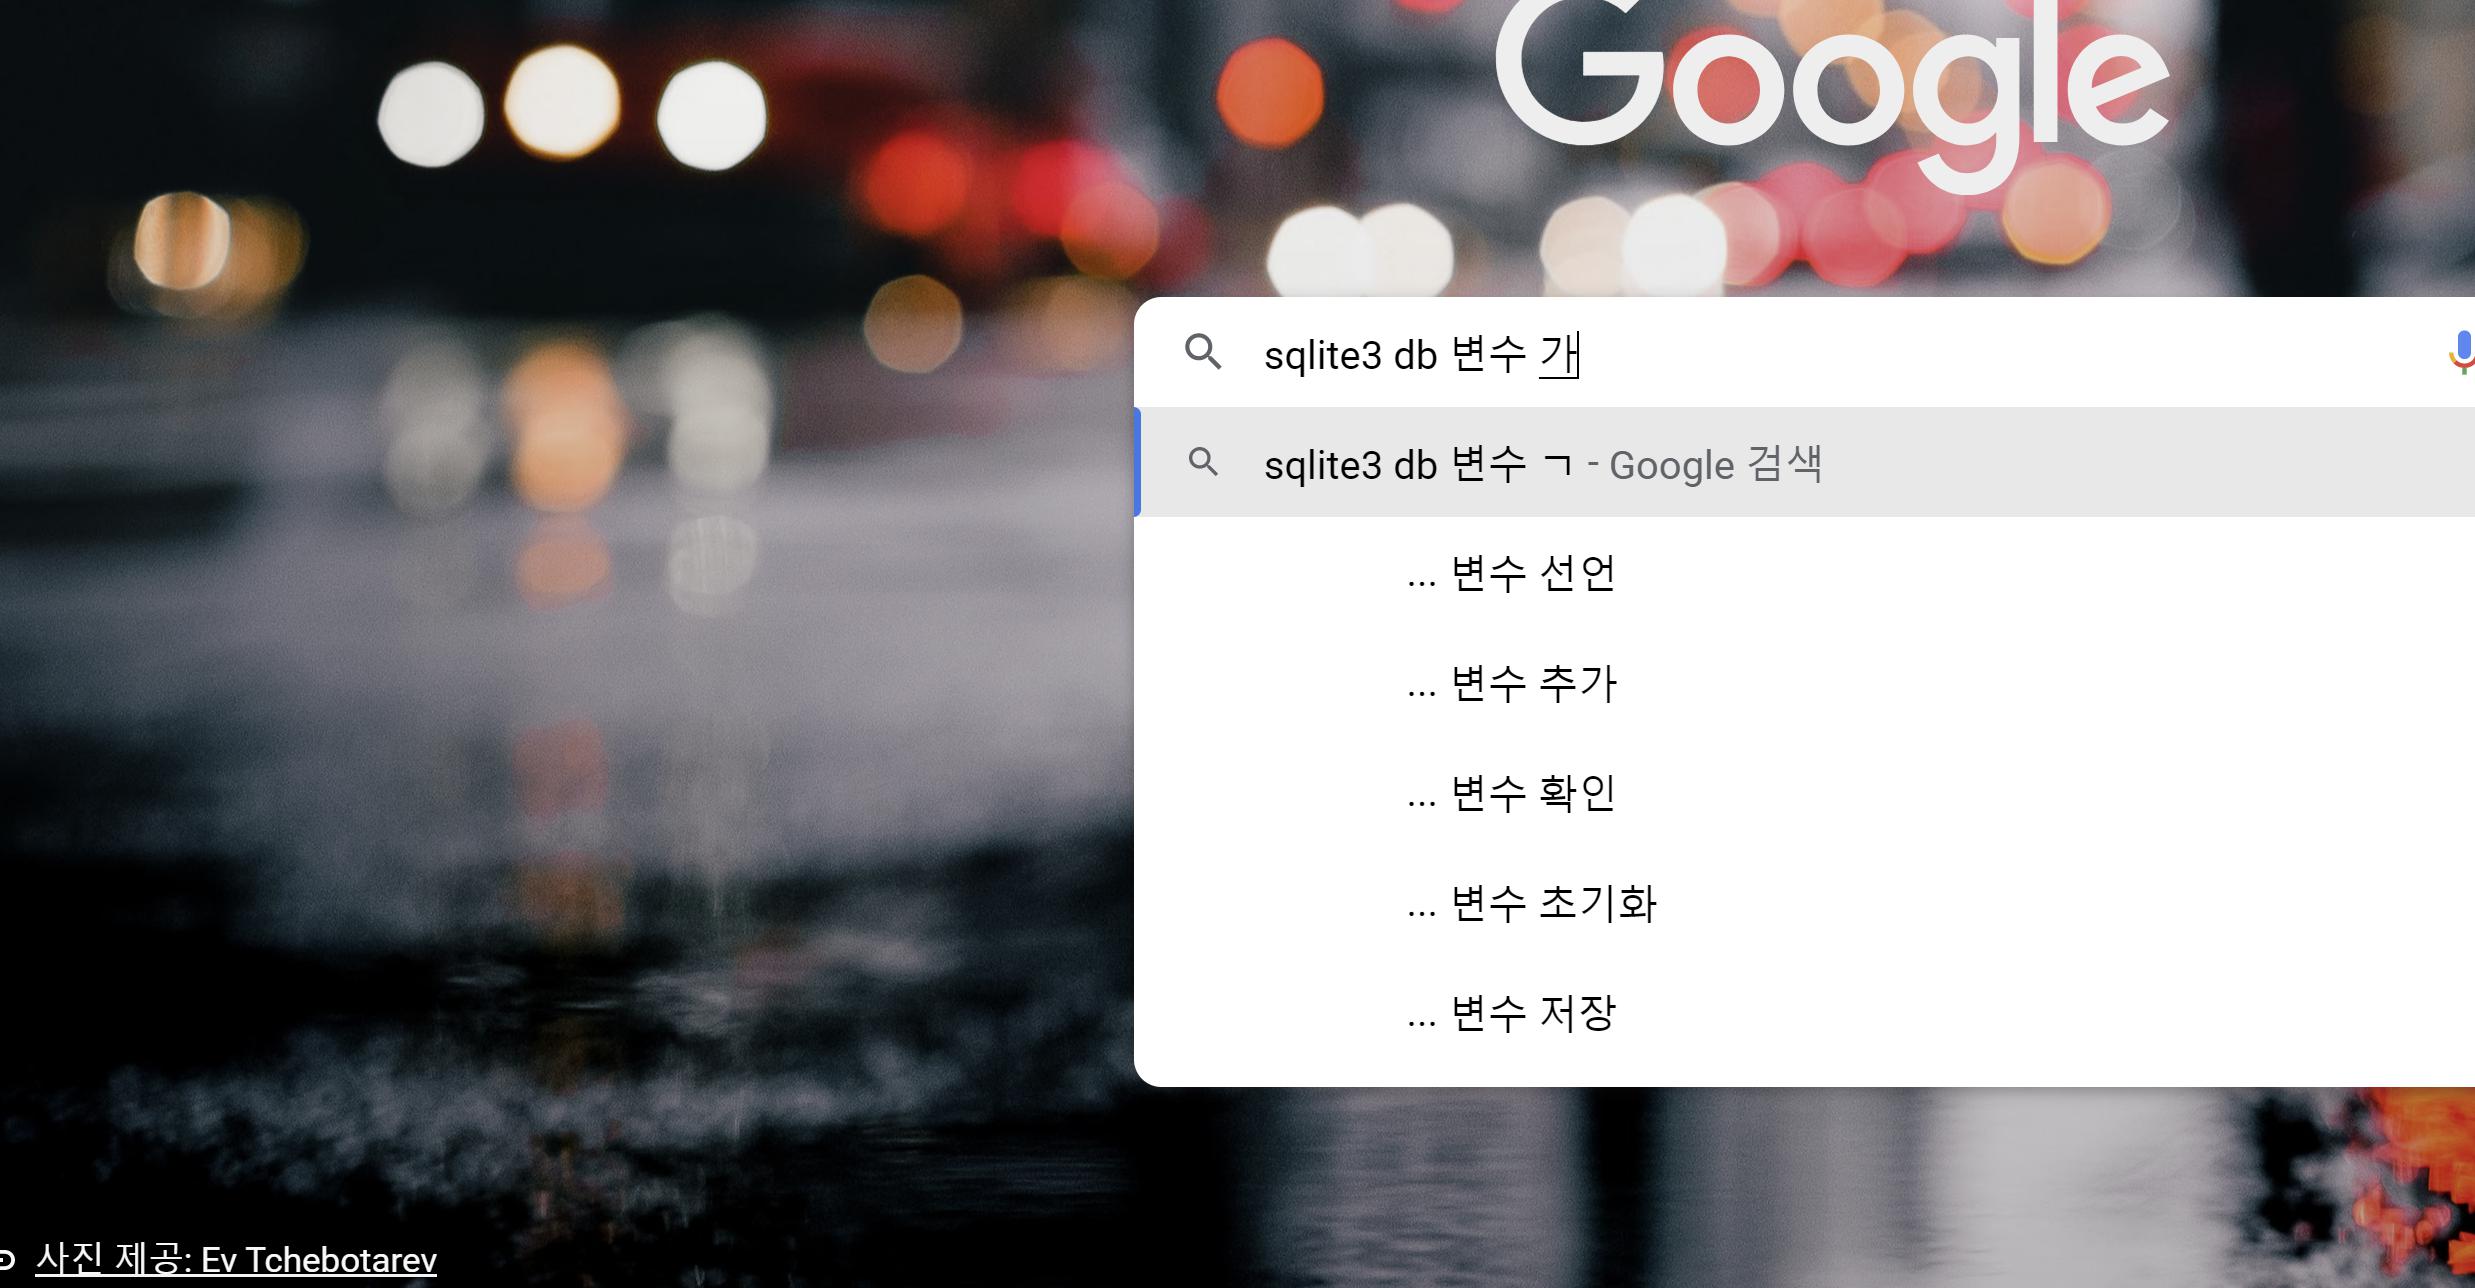 Google
sqlite3 db 변수 가
sqlite3 db 변수 ㄱ - Google 검색
... 변수 선언
... 변수 추가
... 변수 확인
... 변수 초기화
... 변수 저장
사진 제공: Ev Tchebotarev